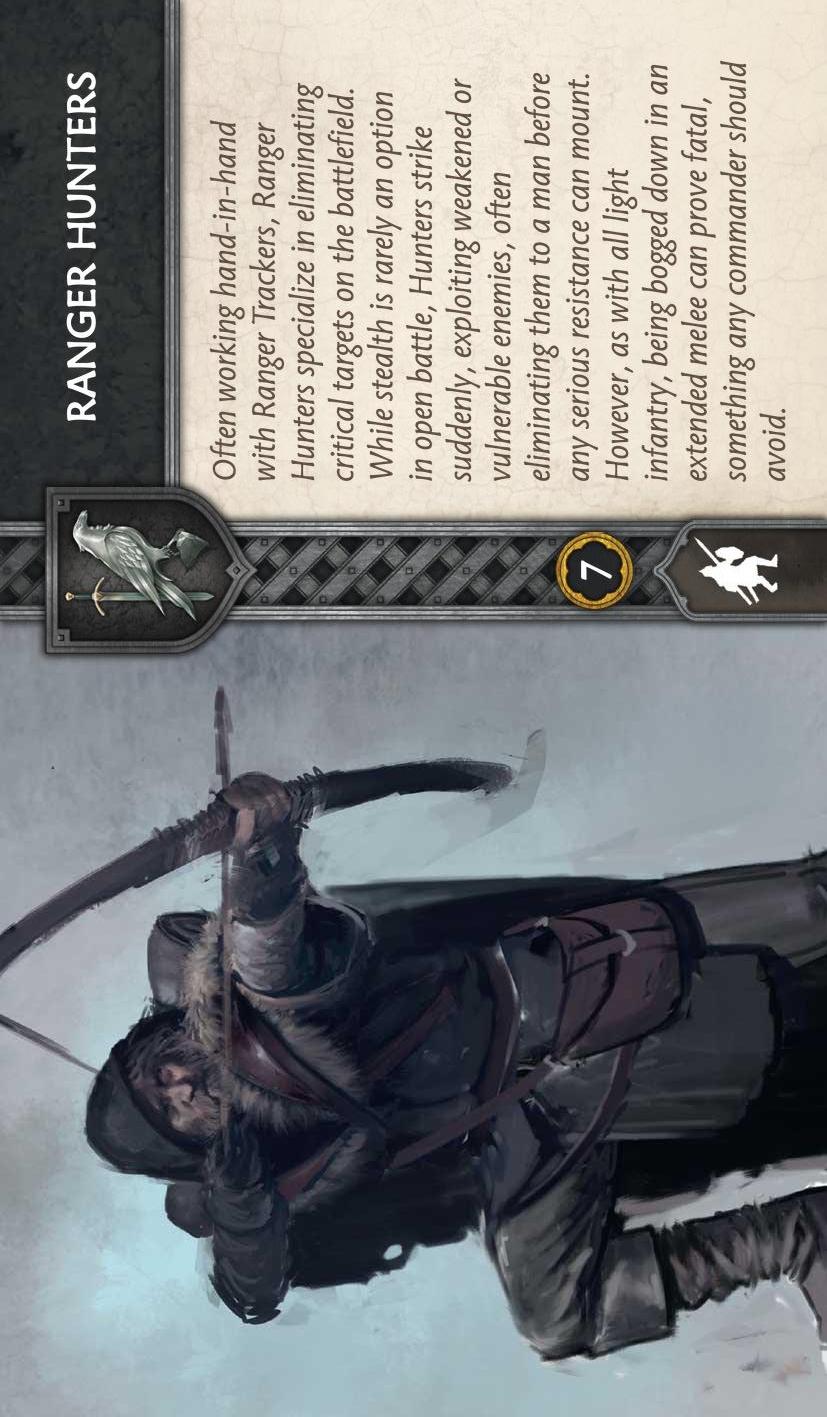 RANGER HUNTERS
Often working hand-in-hand
with Ranger Trackers, Ranger
Hunters specialize in eliminating
critical targets on the battlefield.
While stealth is rarely an option
in open battle, Hunters strike
suddenly, exploiting weakened or
vulnerable enemies, often
eliminating them to a man before
any serious resistance can mount.
However, as with all light
infantry, being bogged down in an
extended melee can prove fatal,
something any commander should
avoid.
7